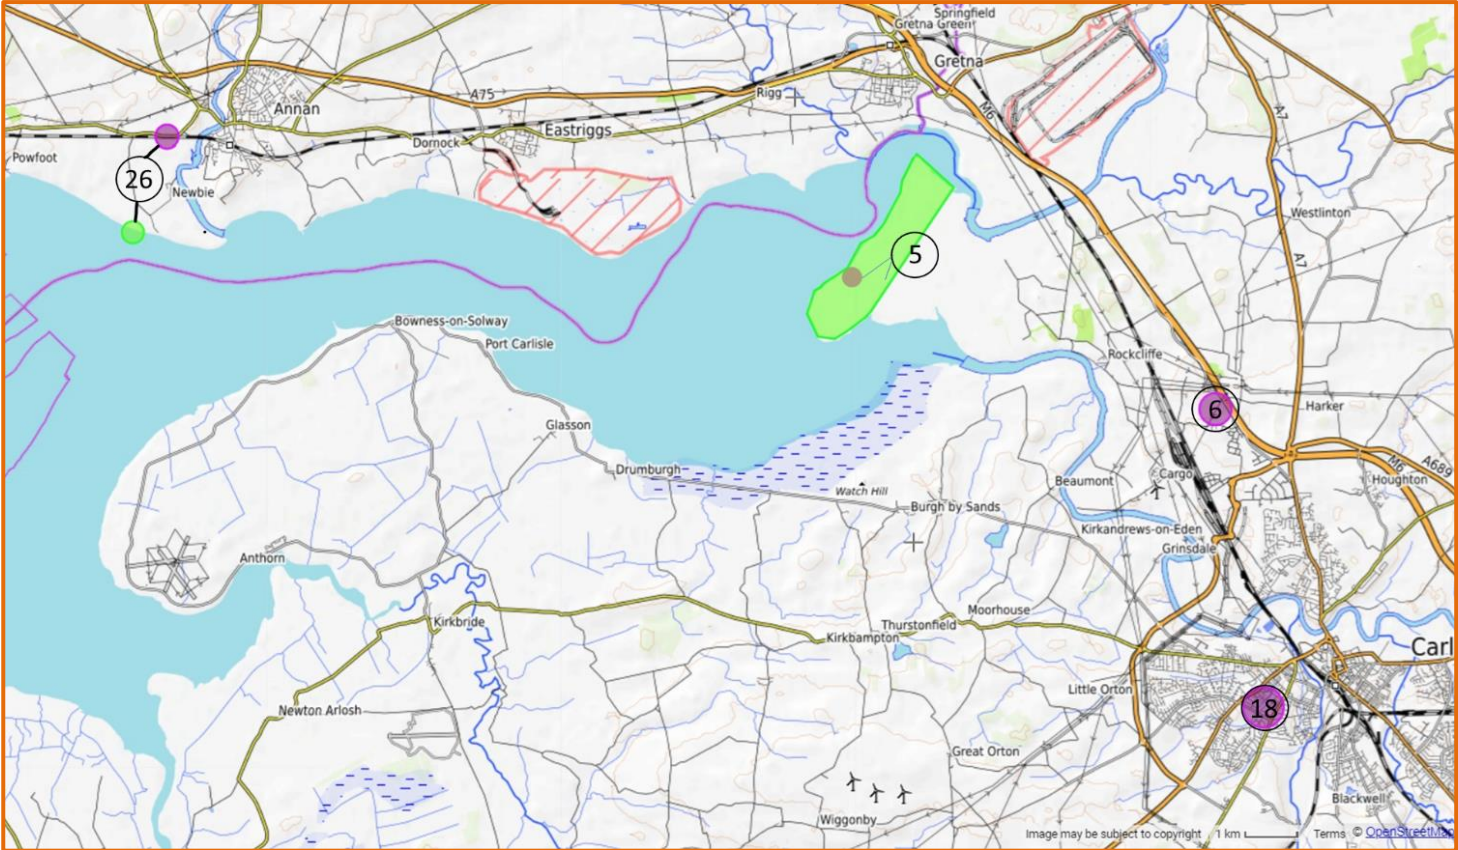 Springfield
Gretna Green
Gretna
A75
Annan
Rigg
M6
A7
Eastriggs
Dornock
Powfoot
26
Newbie
Westlinton
5
A7
Bowness-on-Solway
Port Carlisle
Rockcliffe
6
Harker
Glasson
Drumburgh
Cargo
M6
A689
Houghton
Beaumont
Watch Hill
Burgh by Sands
Kirkandrews-on-Eden
Grinsdale
Anthorn
Kirkbride
Moorhouse
Thurstonfield
Kirkbampton
Carl
Little Orton
18
Newton Arlosh
Great Orton
Blackwell
Wiggonby
Image may be subject to copyright 1 km Terms © OpenStreetMap